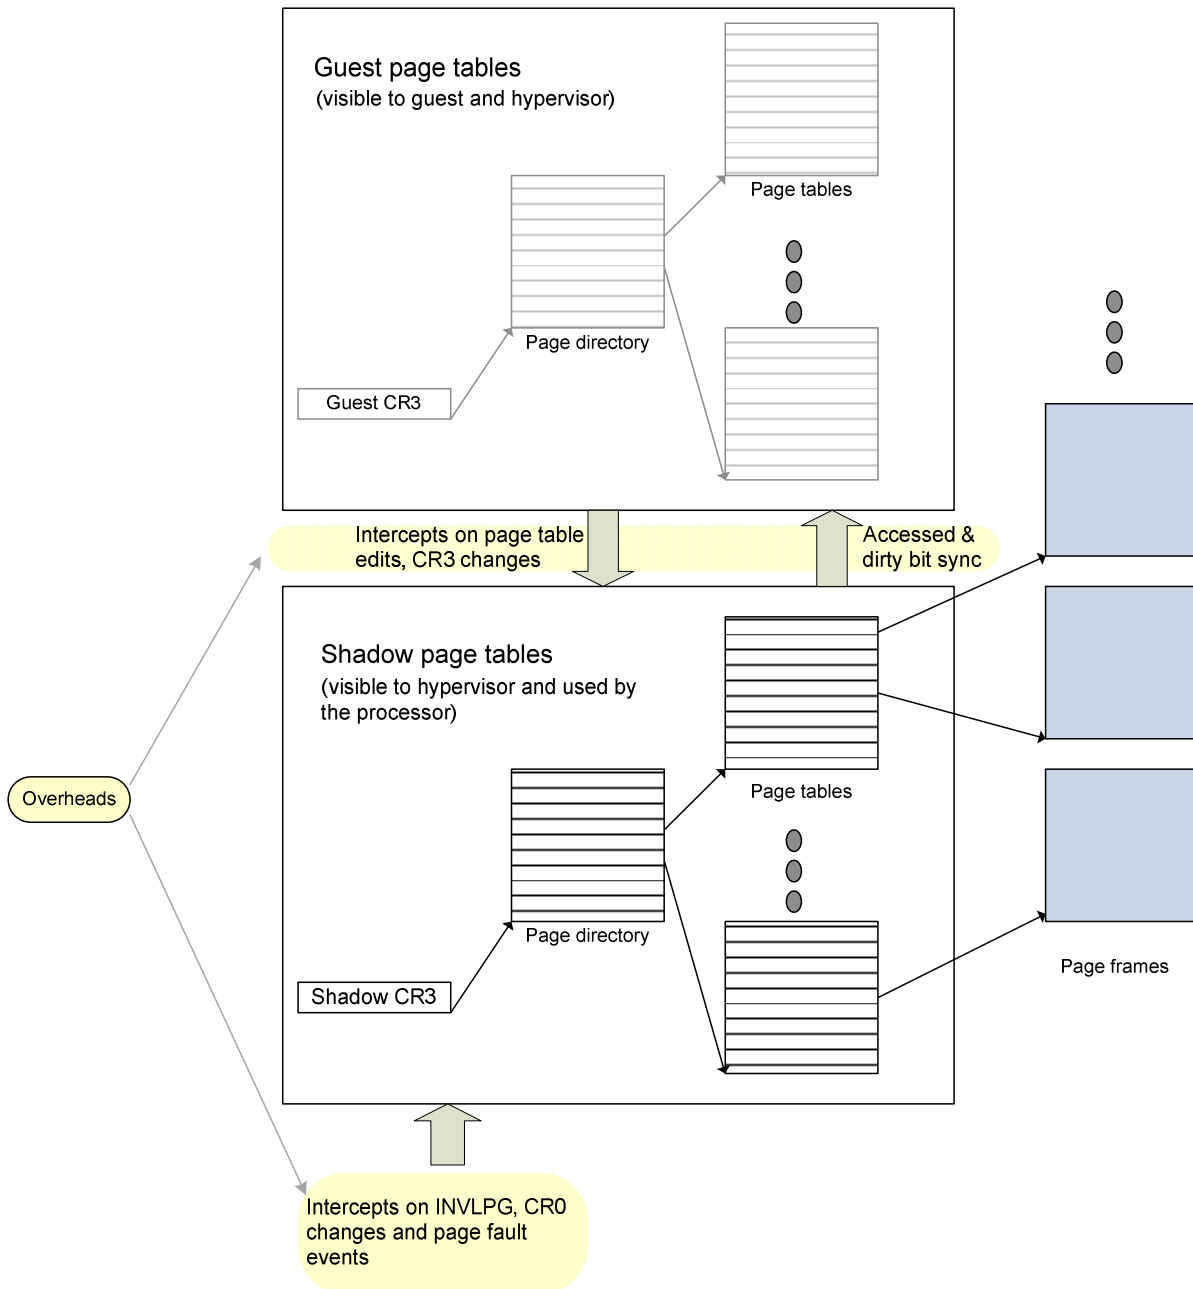 Guest page tables
(visible to guest and hypervisor)
Page tables
Page directory
Guest CR3
Intercepts on page table
edits, CR3 changes
Accessed &
dirty bit sync
Shadow page tables
(visible to hypervisor and used by
the processor)
Page tables
Overheads
Page directory
Page frames
Shadow CR3
Intercepts on INVLPG, CR0
changes and page fault
events